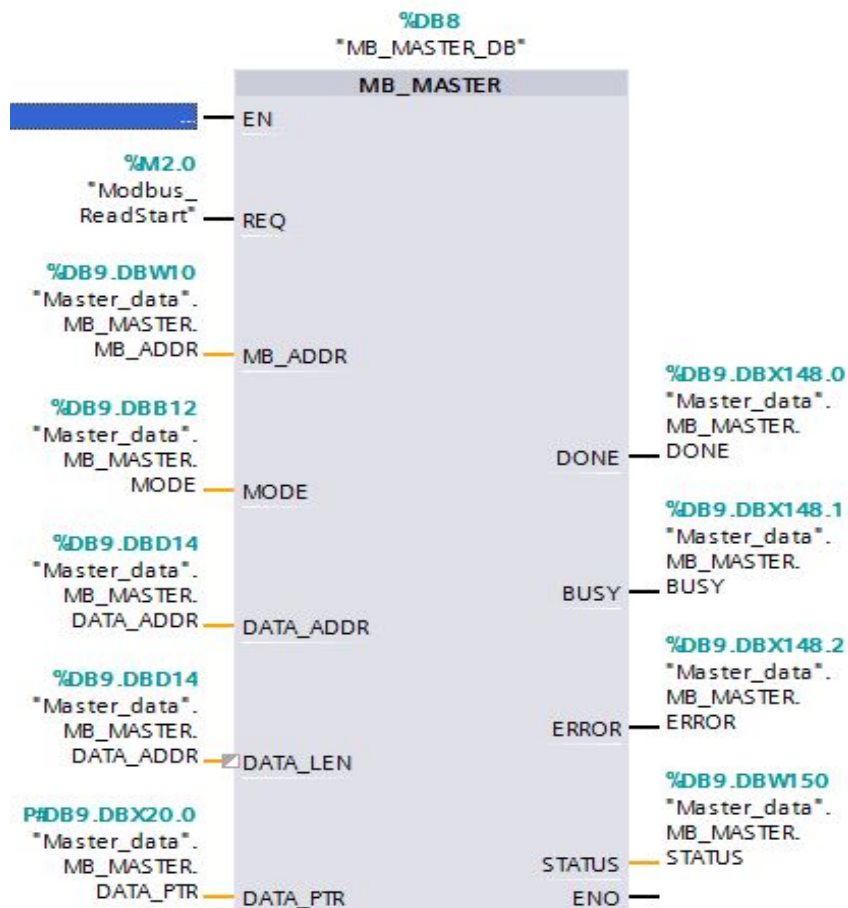 %DB8
"MB_MASTER_DB"
MB_MASTER
...
EN
%M2.0
"Modbus_
ReadStart"
REQ
%DB9.DBW10
"Master_data".
MB_MASTER.
MB_ADDR
MB_ADDR
%DB9.DBB12
"Master_data".
MB_MASTER.
MODE
MODE
%DB9.DBD14
"Master_data".
MB_MASTER.
DATA_ADDR
DATA_ADDR
%DB9.DBD14
"Master_data".
MB_MASTER.
DATA_ADDR
DATA_LEN
P#DB9.DBX20.0
"Master_data".
MB_MASTER.
DATA_PTR
DATA_PTR
%DB9.DBX148.0
"Master_data".
MB_MASTER.
DONE
DONE
%DB9.DBX148.1
"Master_data".
MB_MASTER.
BUSY
BUSY
%DB9.DBX148.2
"Master_data".
MB_MASTER.
ERROR
ERROR
%DB9.DBW150
"Master_data".
MB_MASTER.
STATUS
STATUS
ENO